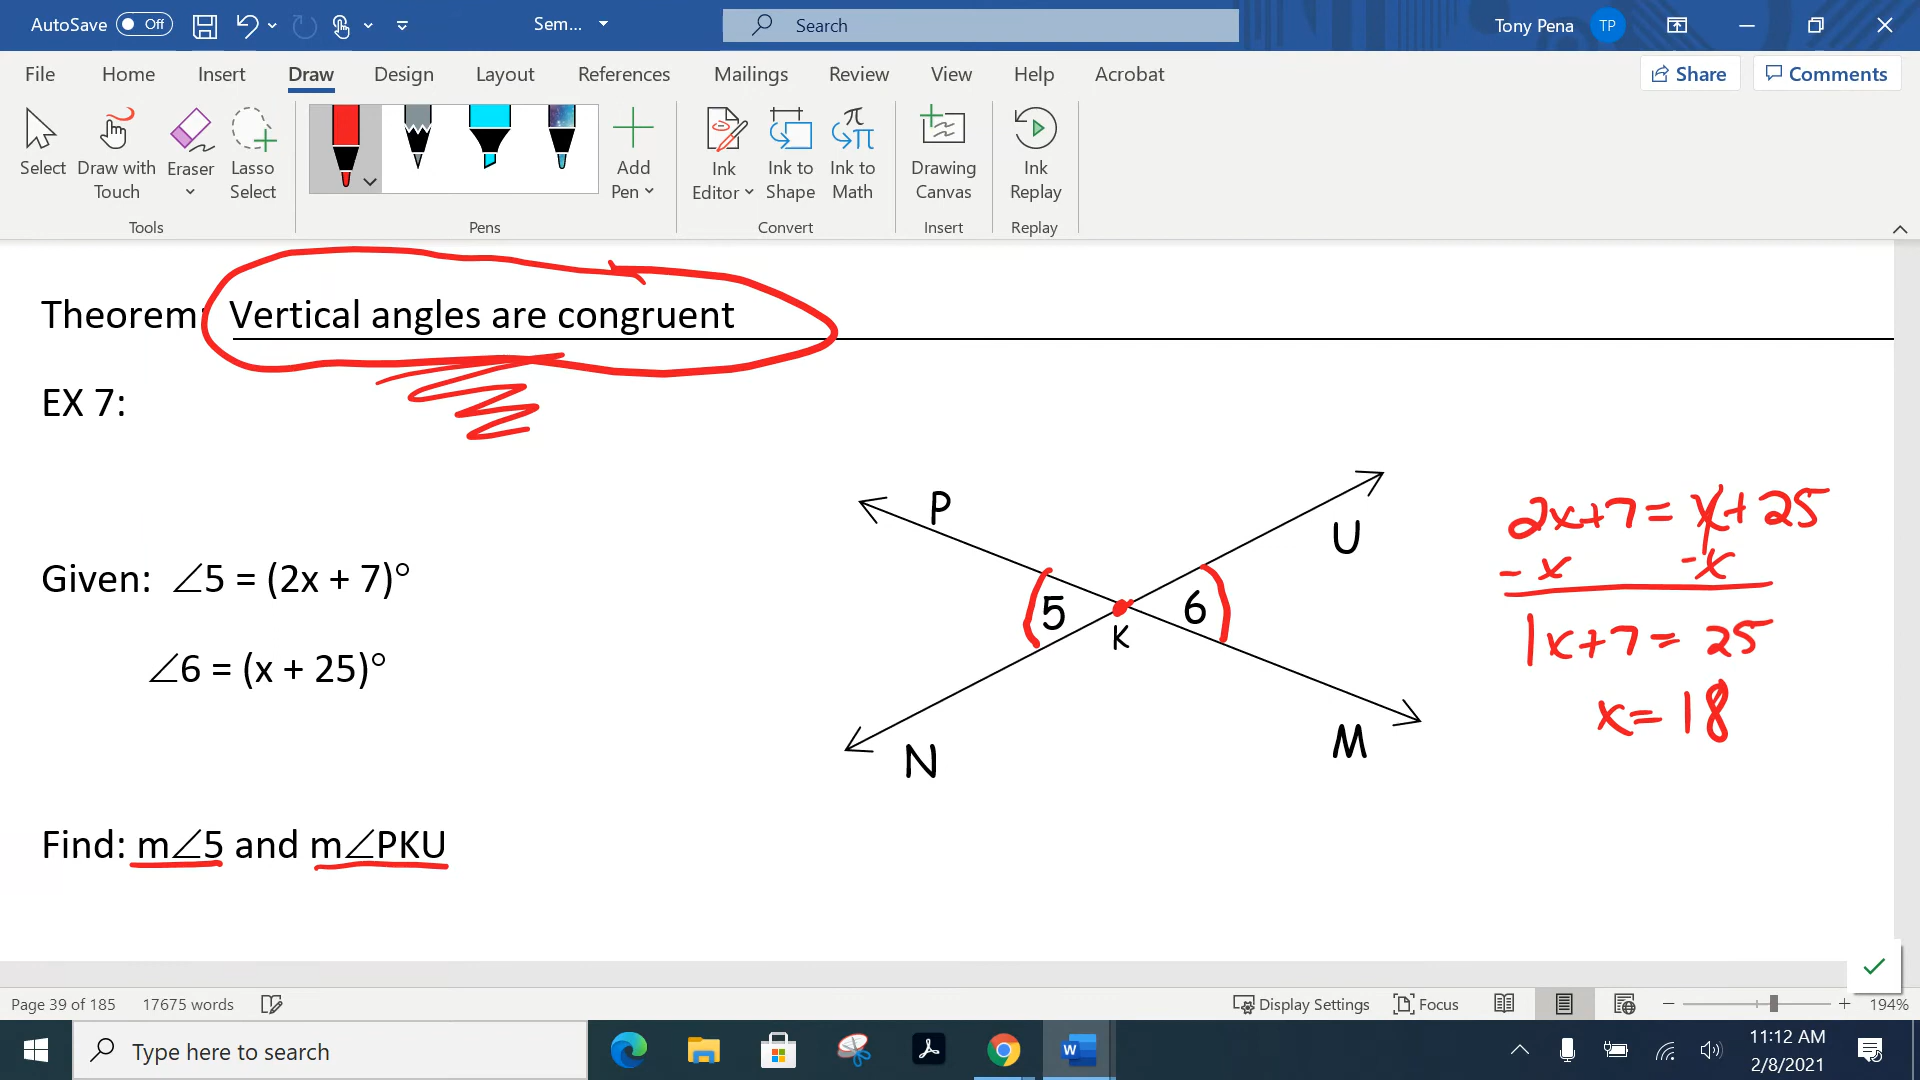 AutoSave Off Sem... Search Tony Pena TP
File Home Insert Draw Design Layout References Mailings Review View Help Acrobat Share Comments
Select Draw with Touch Eraser Lasso Select Add Pen Ink Editor Ink to Shape Ink to Math Drawing Canvas Ink Replay
Tools Pens Convert Insert Replay
Theorem: Vertical angles are congruent
EX 7:
Given: ∠5 = (2x + 7)°
∠6 = (x + 25)°
Find: m∠5 and m∠PKU
P
U
5
6
K
N
M
2x+7 = x+25
-x -x
1x+7 = 25
x = 18
Page 39 of 185 17675 words Display Settings Focus 194%
Type here to search
11:12 AM
2/8/2021